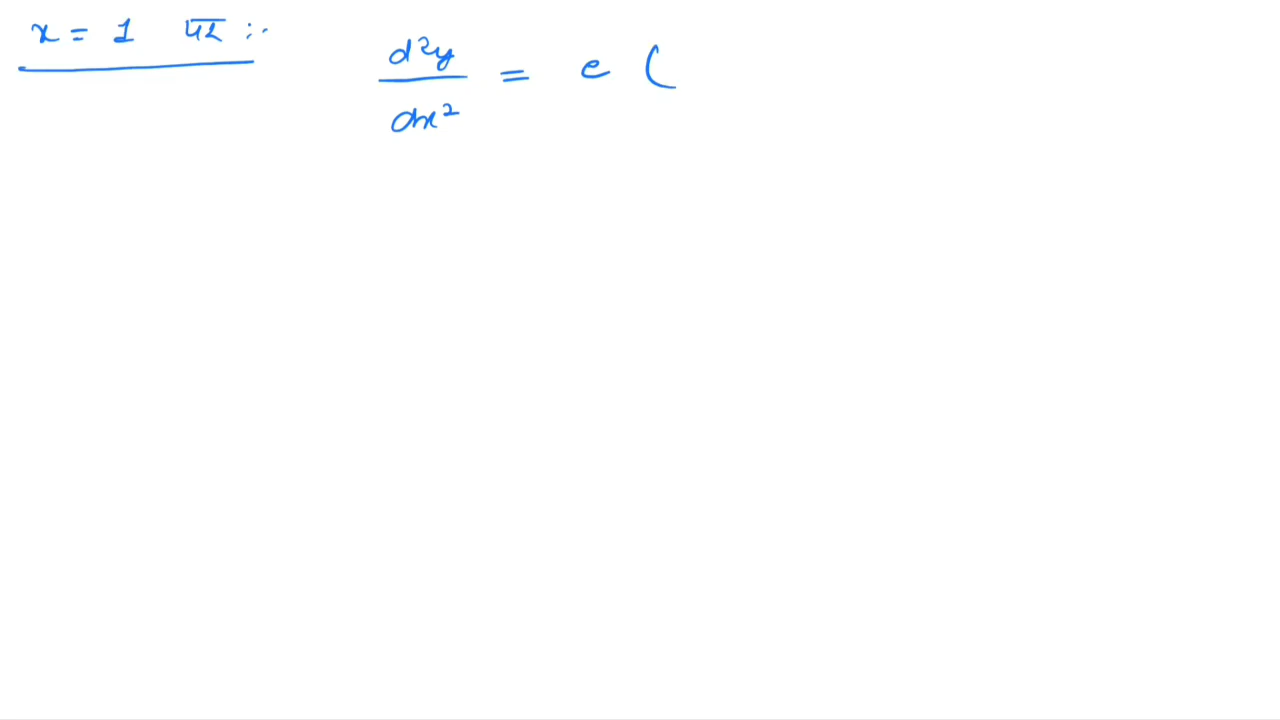 x = 1 पर :-
d²y/dx² = e (